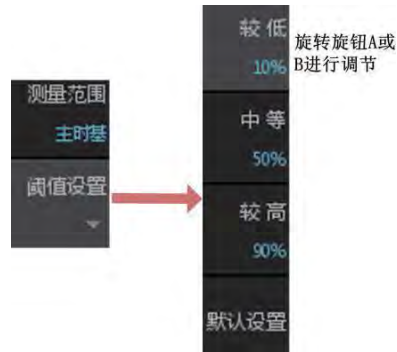 测量范围
主时基
阈值设置
较低
10%
中等
50%
较高
90%
默认设置
旋转旋钮A或
B进行调节